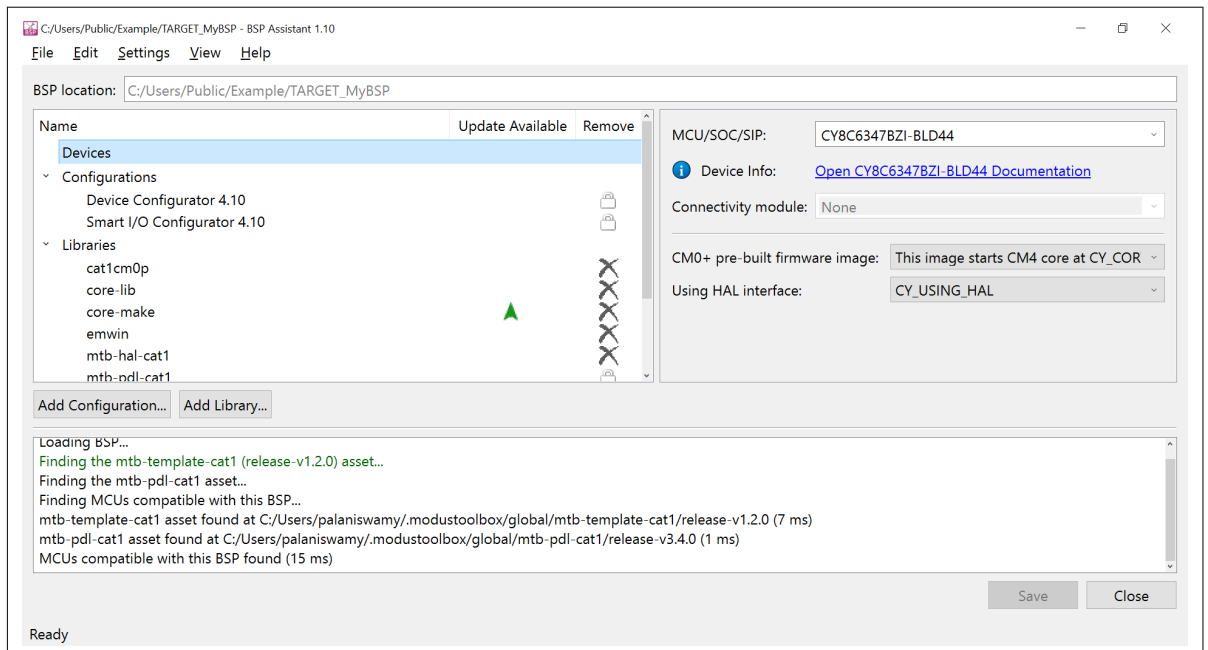 C:/Users/Public/Example/TARGET_MyBSP - BSP Assistant 1.10
File Edit Settings View Help
BSP location: C:/Users/Public/Example/TARGET_MyBSP
Name Update Available Remove
Devices
Configurations
Device Configurator 4.10
Smart I/O Configurator 4.10
Libraries
cat1cm0p
core-lib
core-make
emwin
mtb-hal-cat1
mtb-pdl-cat1
MCU/SOC/SIP: CY8C6347BZI-BLD44
Device Info: Open CY8C6347BZI-BLD44 Documentation
Connectivity module: None
CM0+ pre-built firmware image: This image starts CM4 core at CY_COR
Using HAL interface: CY_USING_HAL
Add Configuration... Add Library...
Loading BSP...
Finding the mtb-template-cat1 (release-v1.2.0) asset...
Finding the mtb-pdl-cat1 asset...
Finding MCUs compatible with this BSP...
mtb-template-cat1 asset found at C:/Users/palaniswamy/.modustoolbox/global/mtb-template-cat1/release-v1.2.0 (7 ms)
mtb-pdl-cat1 asset found at C:/Users/palaniswamy/.modustoolbox/global/mtb-pdl-cat1/release-v3.4.0 (1 ms)
MCUs compatible with this BSP found (15 ms)
Save Close
Ready